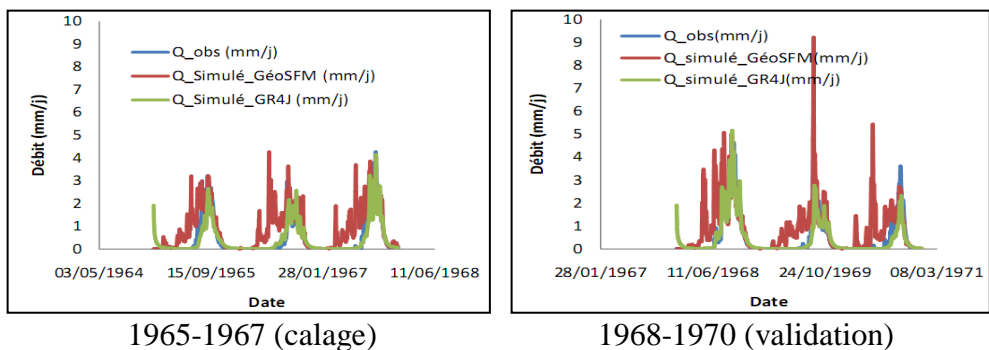 10
9
8
7
6
5
4
3
2
1
0
Débit (mm/j)
Q_obs (mm/j)
Q_Simulé_GéoSFM (mm/j)
Q_Simulé_GR4J (mm/j)
03/05/1964 15/09/1965 28/01/1967 11/06/1968
Date
1965-1967 (calage)
10
9
8
7
6
5
4
3
2
1
0
Débit (mm/j)
Q_obs(mm/j)
Q_simulé_GéoSFM(mm/j)
Q_simulé_GR4J(mm/j)
28/01/1967 11/06/1968 24/10/1969 08/03/1971
Date
1968-1970 (validation)